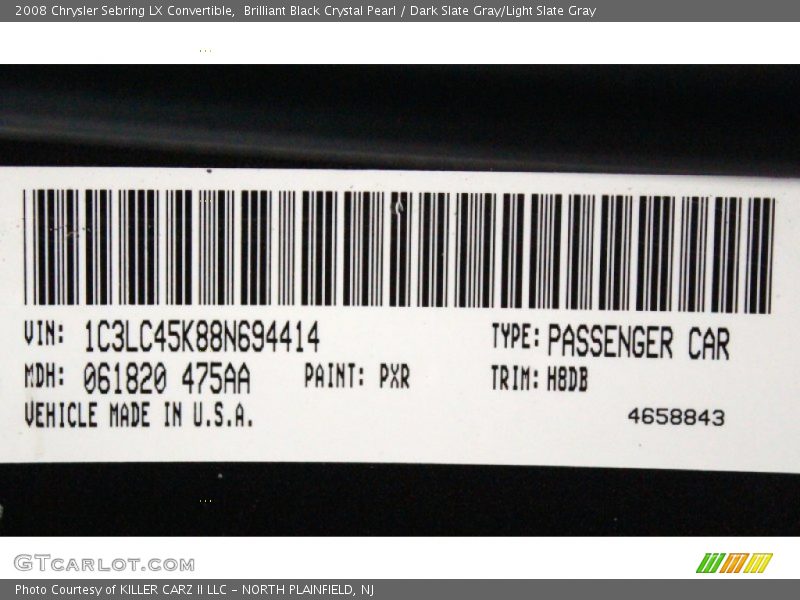 2008 Chrysler Sebring LX Convertible,  Brilliant Black Crystal Pearl / Dark Slate Gray/Light Slate Gray
VIN: 1C3LC45K88N694414 TYPE: PASSENGER CAR
MDH: 061820 475AA PAINT: PXR TRIM: H8DB
VEHICLE MADE IN U.S.A. 4658843
GTCARLOT.COM
Photo Courtesy of KILLER CARZ II LLC - NORTH PLAINFIELD, NJ